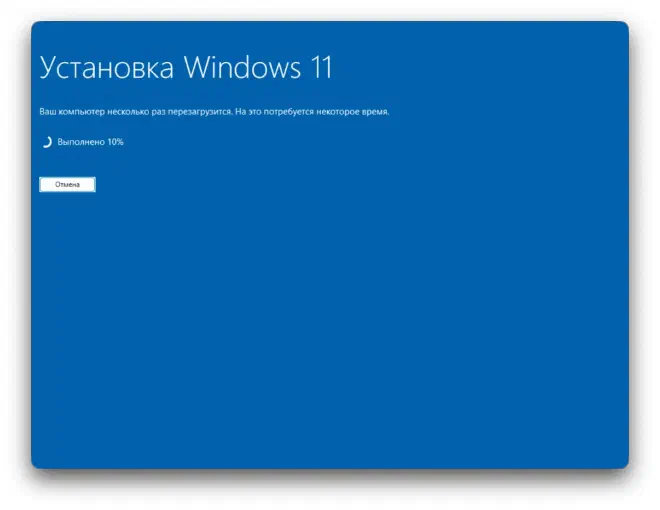 Установка Windows 11
Ваш компьютер несколько раз перезагрузится. На это потребуется некоторое время.
Выполнено 10%
Отмена